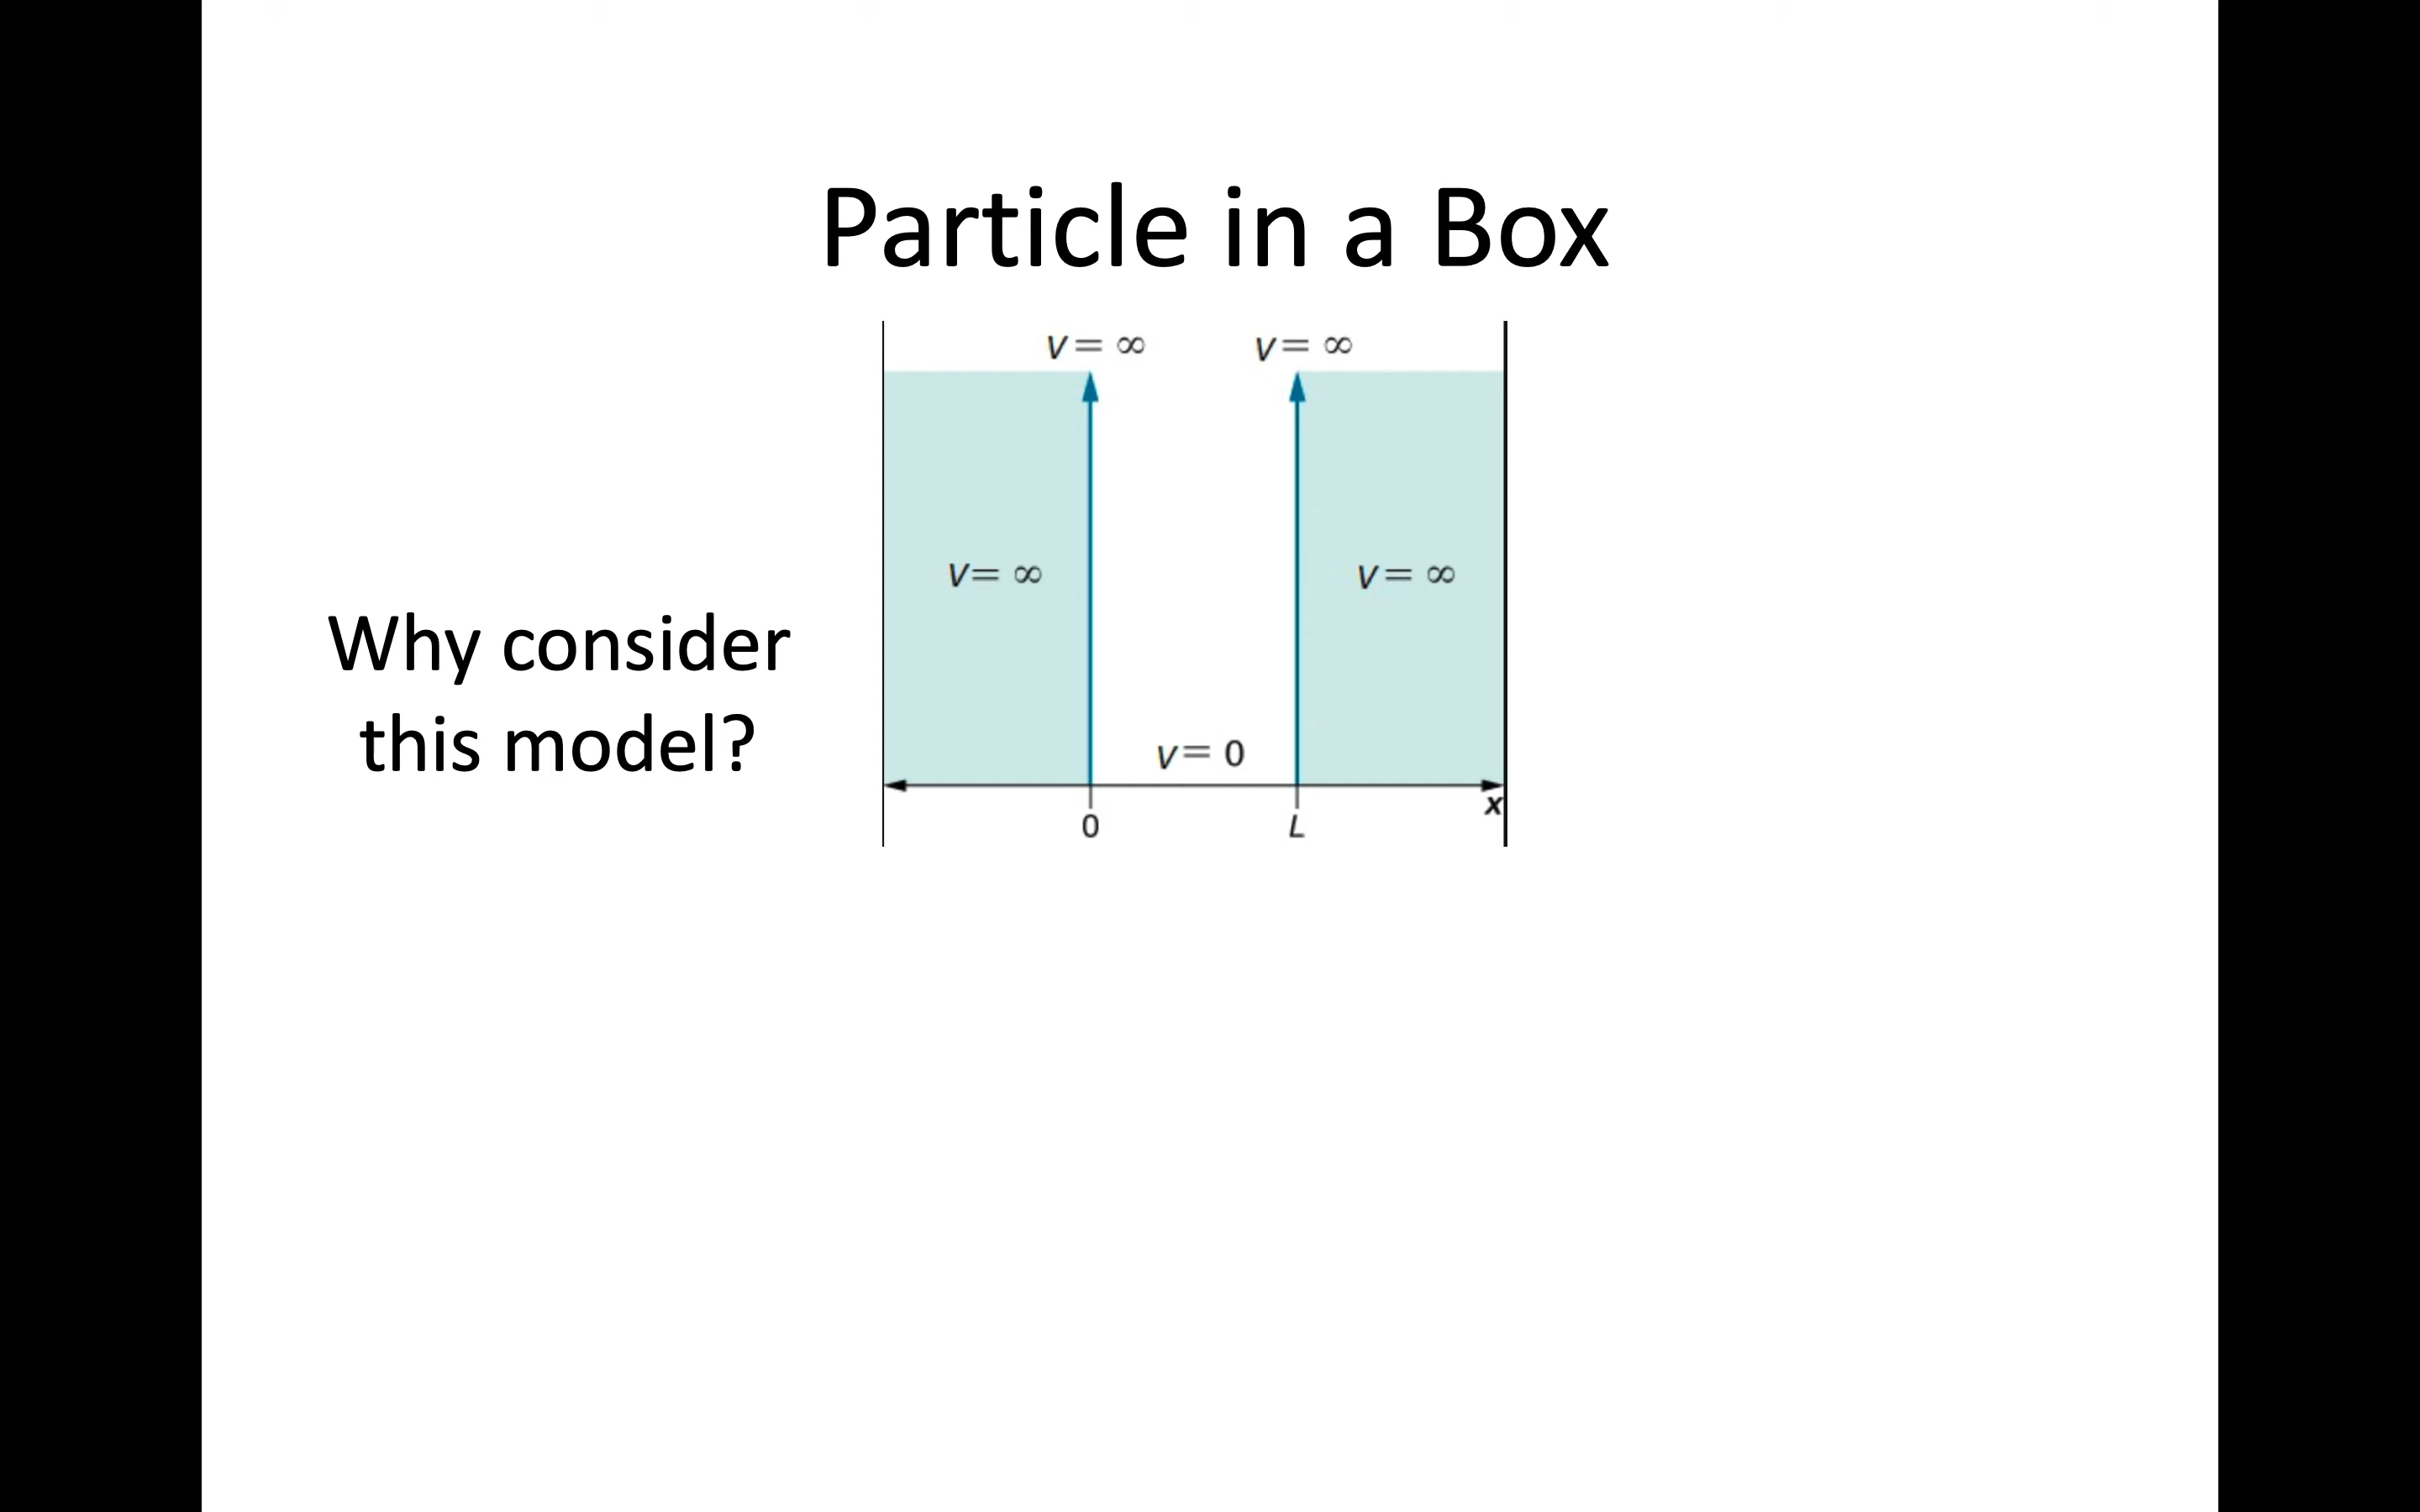 Particle in a Box
v = ∞
v = ∞
v = ∞
v = ∞
Why consider
this model?
v = 0
x
0
L